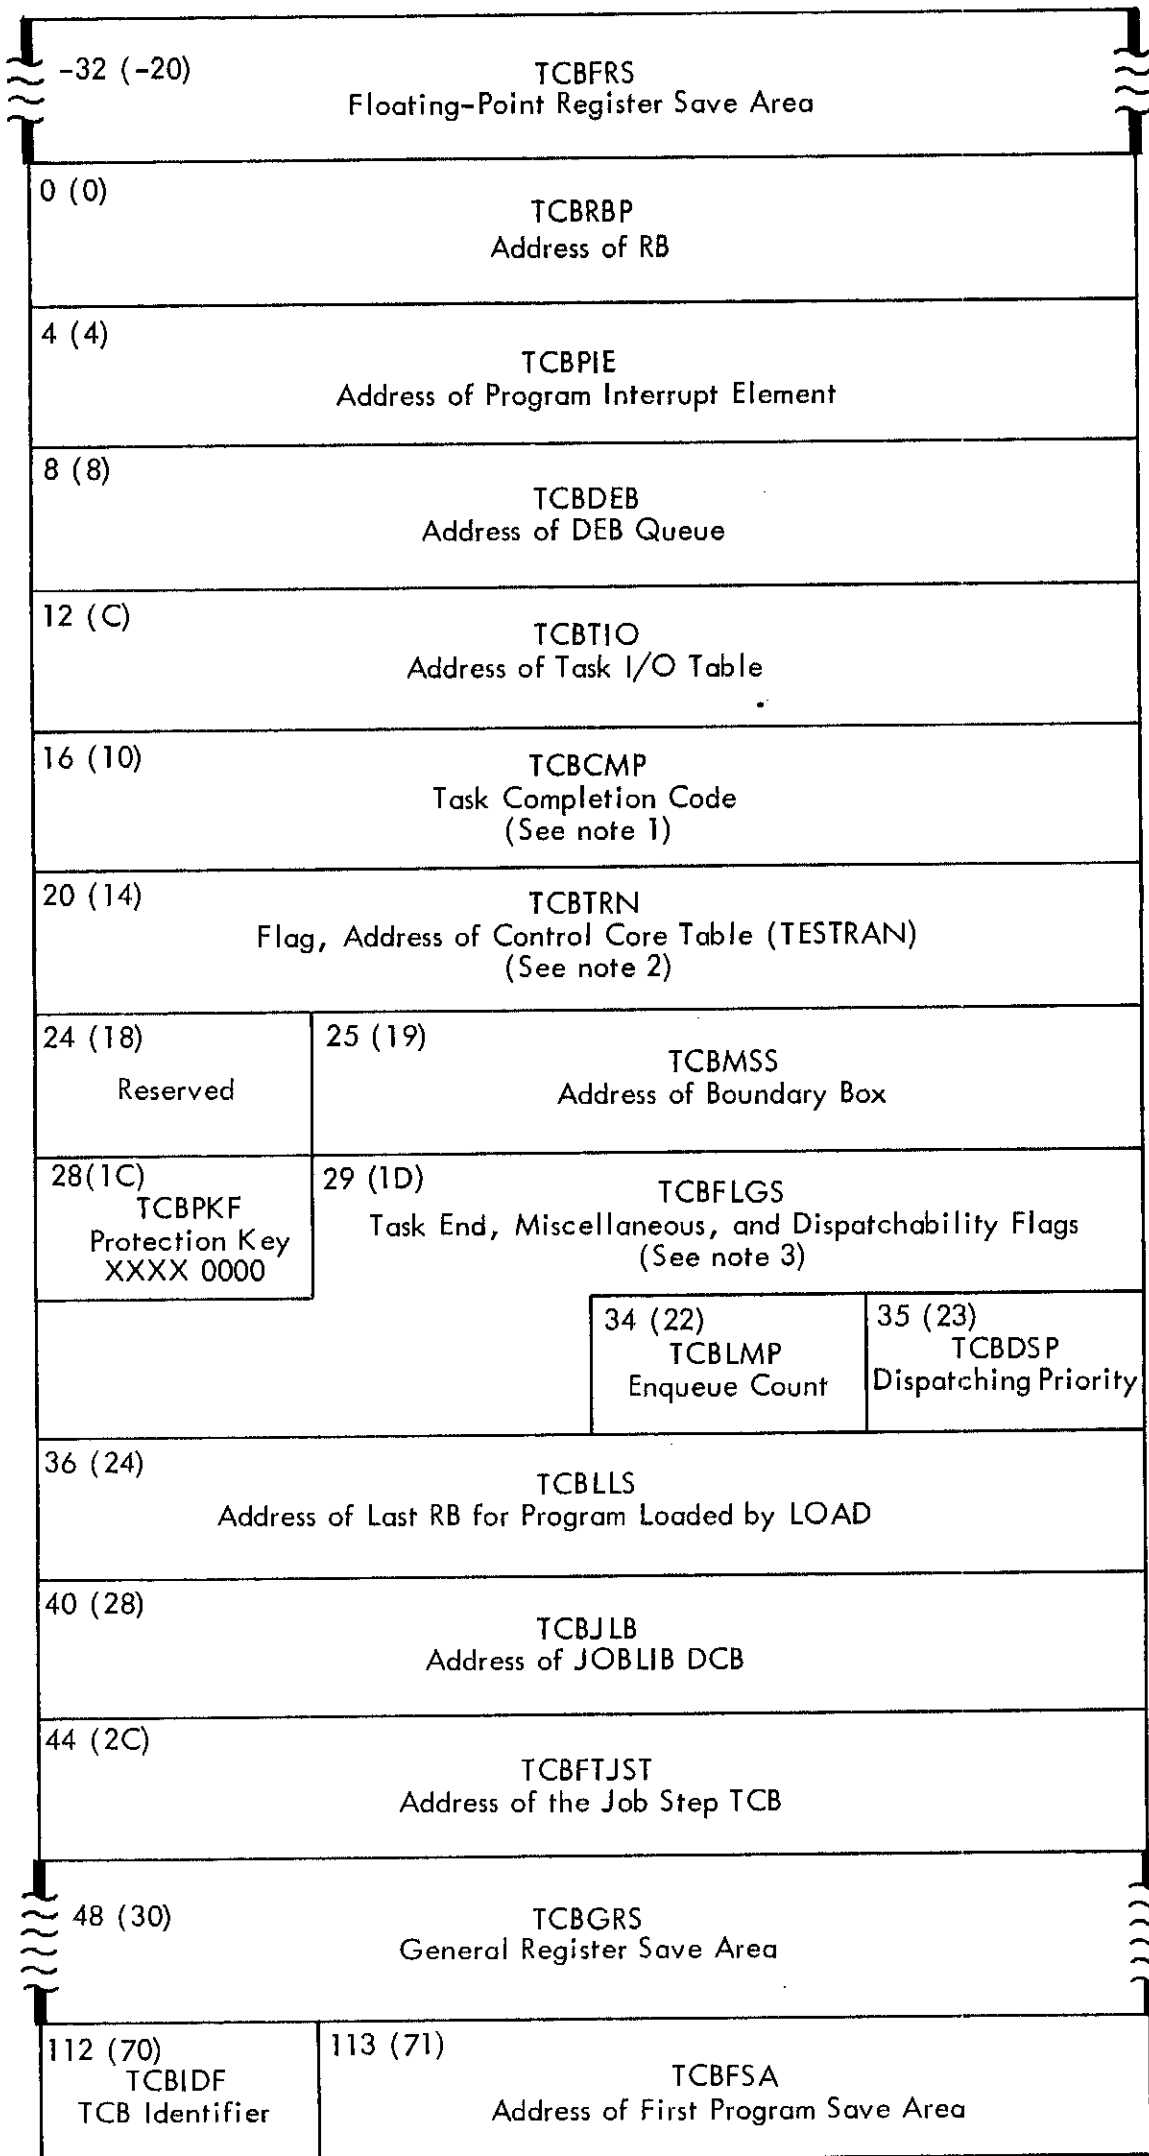 -32 (-20)
TCBFRS
Floating-Point Register Save Area
0 (0)
TCBRBP
Address of RB
4 (4)
TCBPIE
Address of Program Interrupt Element
8 (8)
TCBDEB
Address of DEB Queue
12 (C)
TCBTIO
Address of Task I/O Table
16 (10)
TCBCMP
Task Completion Code
(See note 1)
20 (14)
TCBTRN
Flag, Address of Control Core Table (TESTRAN)
(See note 2)
24 (18)
Reserved
25 (19)
TCBMSS
Address of Boundary Box
28(1C)
TCBPKF
Protection Key
XXXX 0000
29 (1D)
TCBFLGS
Task End, Miscellaneous, and Dispatchability Flags
(See note 3)
34 (22)
TCBLMP
Enqueue Count
35 (23)
TCBDSP
Dispatching Priority
36 (24)
TCBLLS
Address of Last RB for Program Loaded by LOAD
40 (28)
TCBJLB
Address of JOBLIB DCB
44 (2C)
TCBFTJST
Address of the Job Step TCB
48 (30)
TCBGRS
General Register Save Area
112 (70)
TCBIDF
TCB Identifier
113 (71)
TCBFSA
Address of First Program Save Area